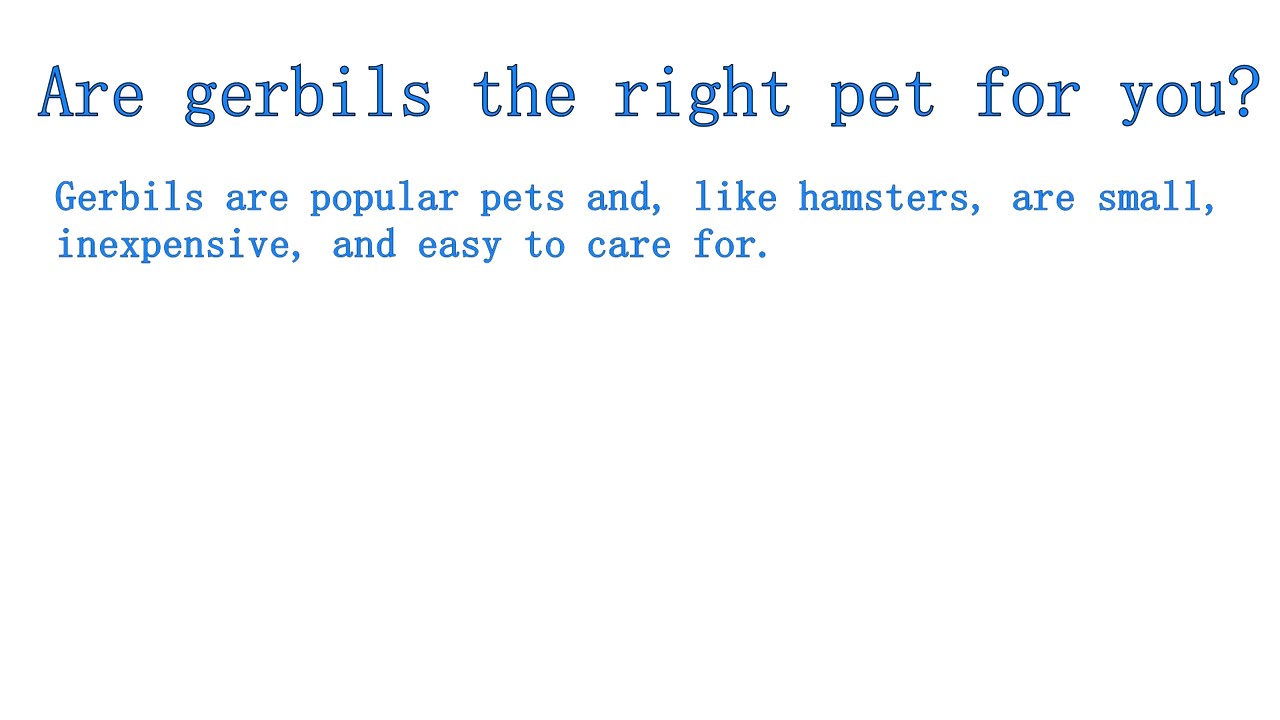 Are gerbils the right pet for you?
Gerbils are popular pets and, like hamsters, are small,
inexpensive, and easy to care for.